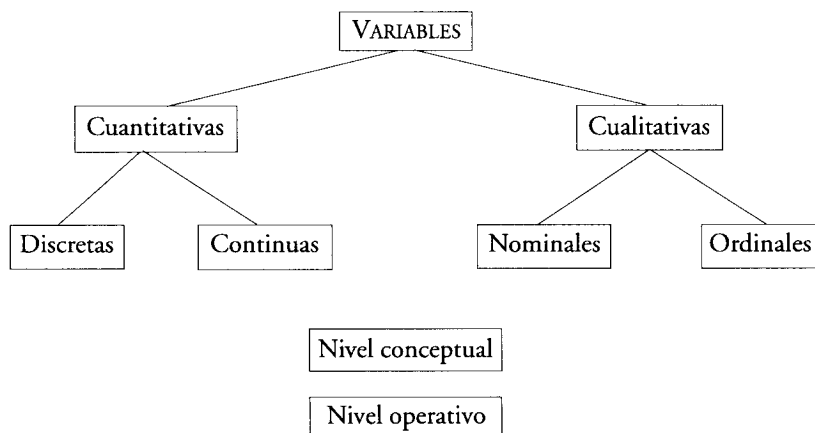 VARIABLES
Cuantitativas
Cualitativas
Discretas
Continuas
Nominales
Ordinales
Nivel conceptual
Nivel operativo